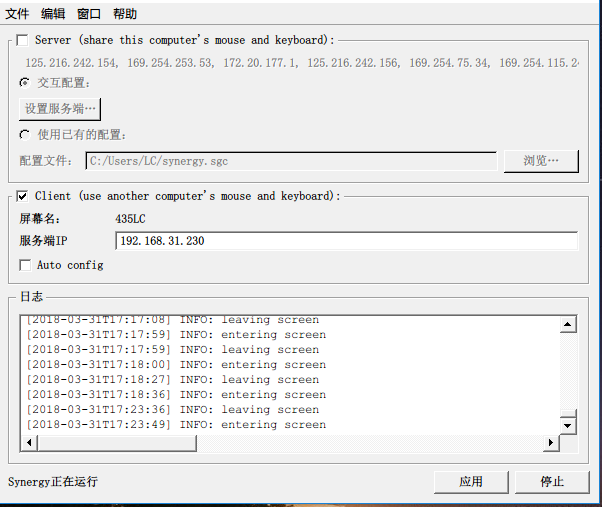 文件 编辑 窗口 帮助
Server (share this computer's mouse and keyboard):
125.216.242.154, 169.254.253.53, 172.20.177.1, 125.216.242.156, 169.254.75.34, 169.254.115.2
交互配置:
设置服务端…
使用已有的配置:
配置文件: C:/Users/LC/synergy.sgc 浏览…
Client (use another computer's mouse and keyboard):
屏幕名: 435LC
服务端IP 192.168.31.230
Auto config
日志
[2018-03-31T17:17:08] INFO: leaving screen
[2018-03-31T17:17:59] INFO: entering screen
[2018-03-31T17:17:59] INFO: leaving screen
[2018-03-31T17:18:00] INFO: entering screen
[2018-03-31T17:18:27] INFO: leaving screen
[2018-03-31T17:18:36] INFO: entering screen
[2018-03-31T17:23:36] INFO: leaving screen
[2018-03-31T17:23:49] INFO: entering screen
Synergy正在运行 应用 停止